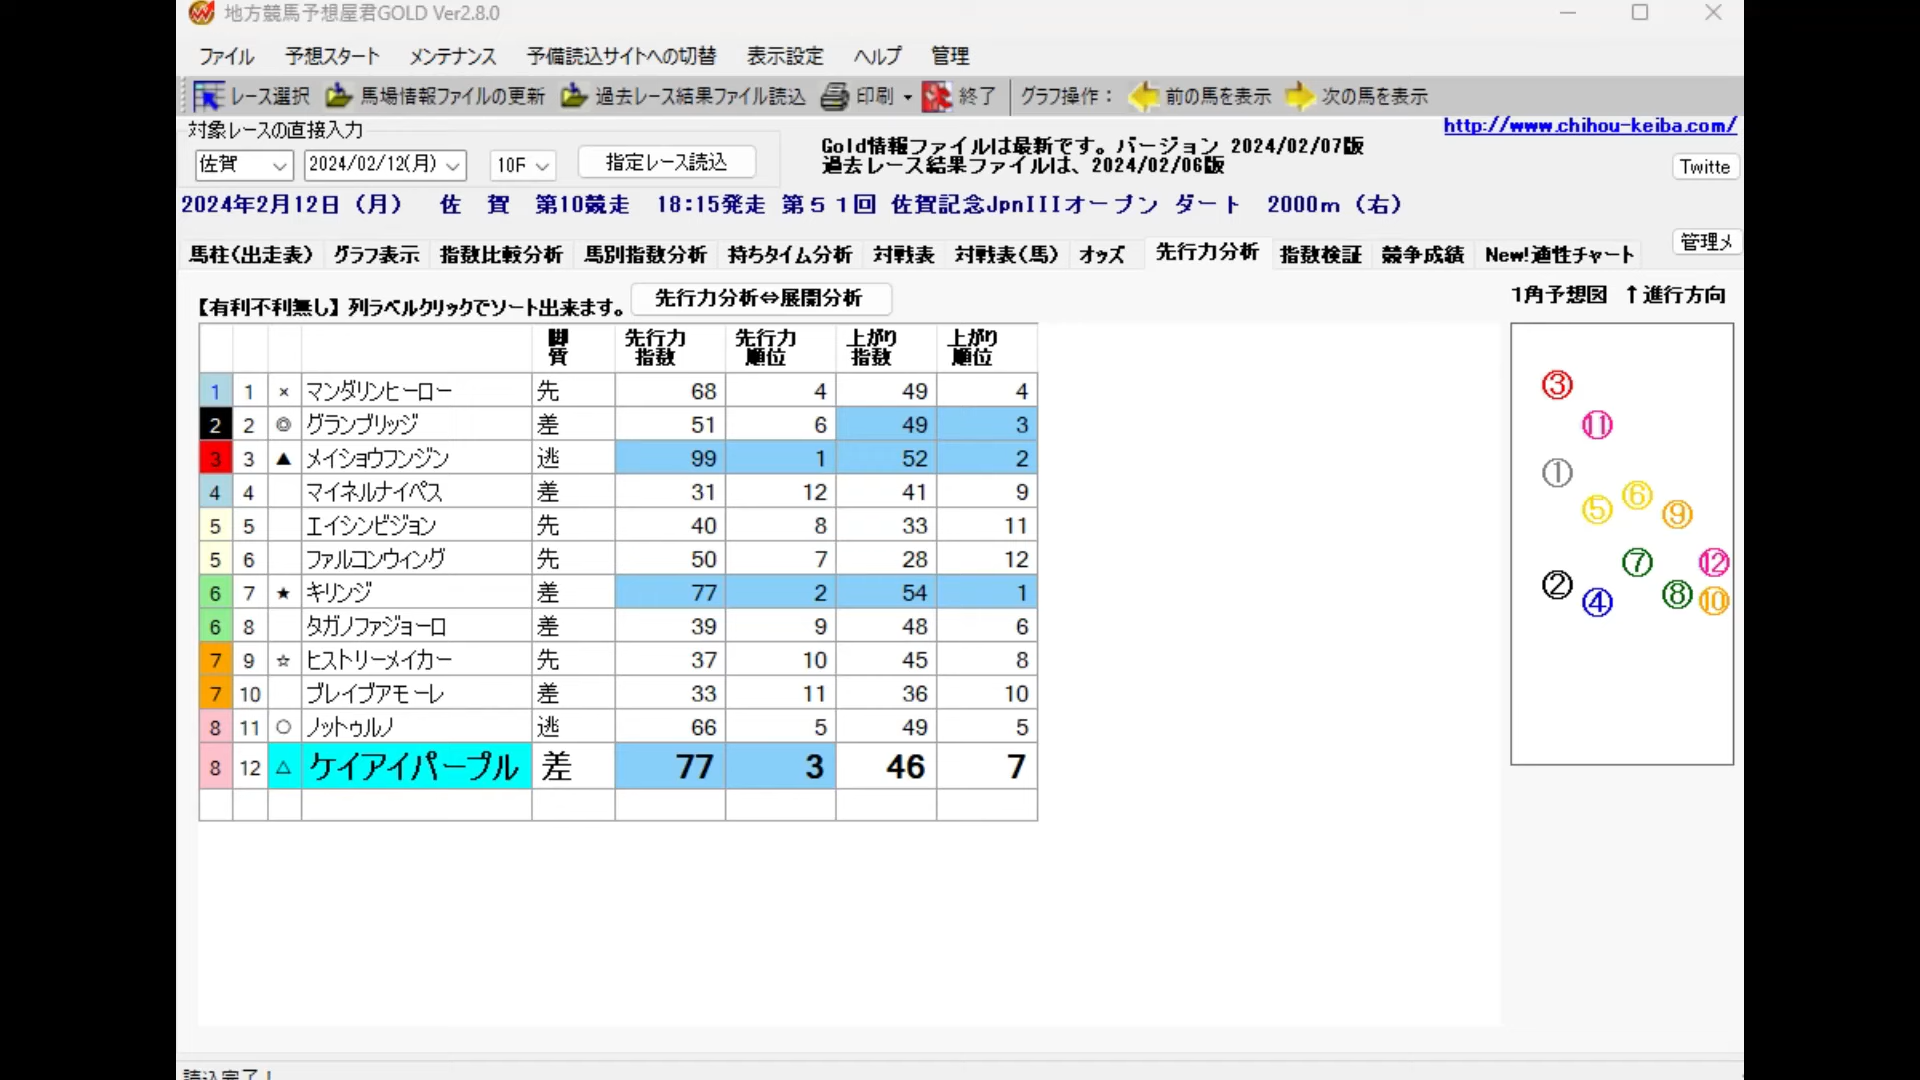 地方競馬予想屋君GOLD Ver2.8.0
ファイル 予想スタート メンテナンス 予備読込サイトへの切替 表示設定 ヘルプ 管理
レース選択 馬場情報ファイルの更新 過去レース結果ファイル読込 印刷 終了 グラフ操作： 前の馬を表示 次の馬を表示
対象レースの直接入力
http://www.chihou-keiba.com/
佐賀 2024/02/12(月) 10F 指定レース読込
Gold情報ファイルは最新です。バージョン 2024/02/07版
過去レース結果ファイルは、2024/02/06版
Twitte
2024年2月12日（月） 佐 賀 第10競走 18:15発走 第５１回 佐賀記念JpnIIIオープン ダート 2000m（右）
管理メ
馬柱(出走表) グラフ表示 指数比較分析 馬別指数分析 持ちタイム分析 対戦表 対戦表(馬) オッズ 先行力分析 指数検証 競争成績 New!適性チャート
【有利不利無し】列ラベルクリックでソート出来ます。 先行力分析⇔展開分析
1角予想図 ↑進行方向
脚質 先行力指数 先行力順位 上がり指数 上がり順位
1 1 × マンダリンヒーロー 先 68 4 49 4
2 2 ◎ グランブリッジ 差 51 6 49 3
3 3 ▲ メイショウフンジン 逃 99 1 52 2
4 4 マイネルナイペス 差 31 12 41 9
5 5 エイシンビジョン 先 40 8 33 11
5 6 ファルコンウィング 先 50 7 28 12
6 7 ★ キリンジ 差 77 2 54 1
6 8 タガノファジョーロ 差 39 9 48 6
7 9 ☆ ヒストリーメイカー 先 37 10 45 8
7 10 ブレイブアモーレ 差 33 11 36 10
8 11 ○ ノットゥルノ 逃 66 5 49 5
8 12 △ ケイアイパープル 差 77 3 46 7
③
⑪
①
⑥
⑤ ⑨
⑦ ⑫
② ④ ⑧ ⑩
読込完了！